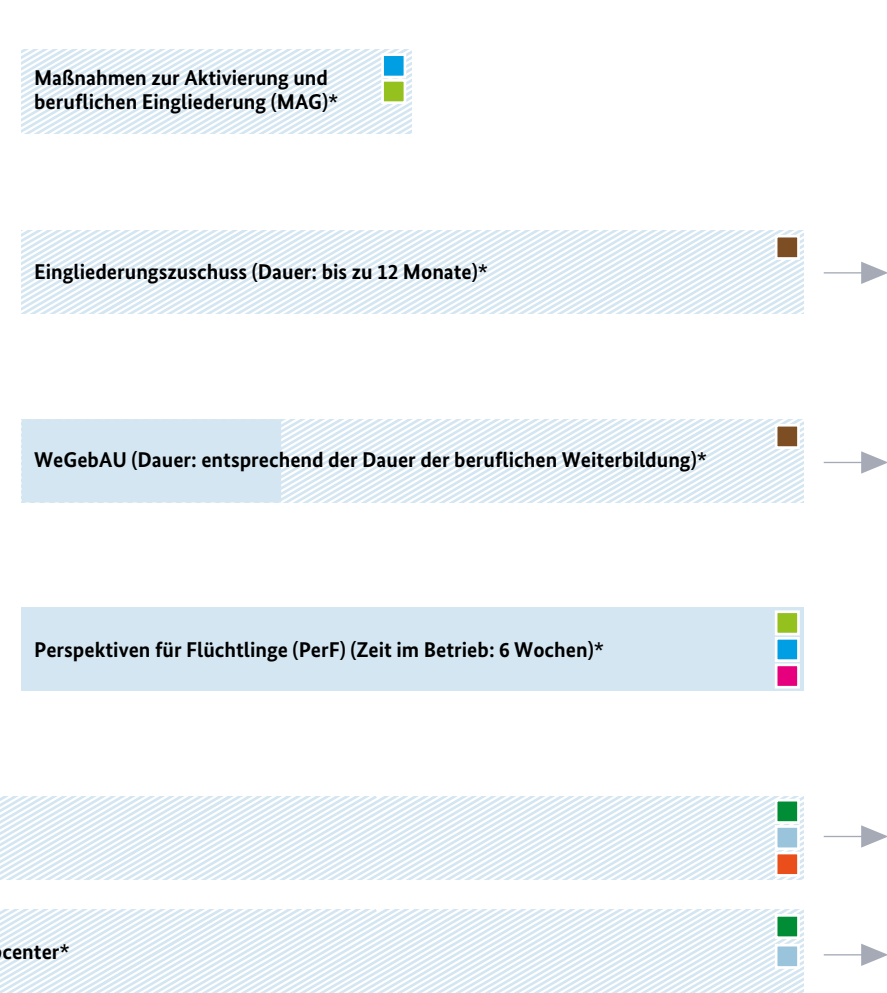 Maßnahmen zur Aktivierung und
beruflichen Eingliederung (MAG)*
Eingliederungszuschuss (Dauer: bis zu 12 Monate)*
WeGebAU (Dauer: entsprechend der Dauer der beruflichen Weiterbildung)*
Perspektiven für Flüchtlinge (PerF) (Zeit im Betrieb: 6 Wochen)*
center*